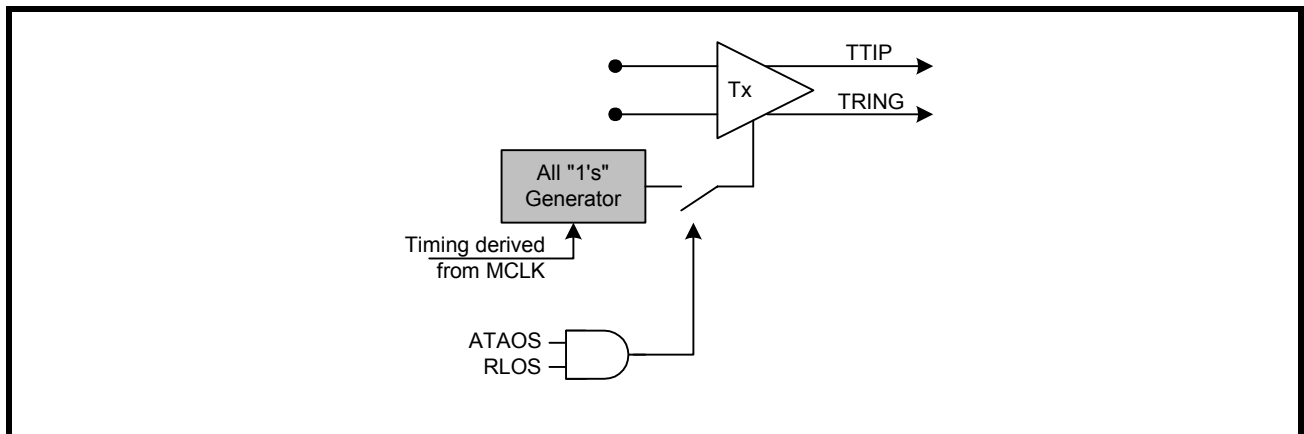 TTIP
Tx
TRING
All "1's"
Generator
Timing derived
from MCLK
ATAOS
RLOS